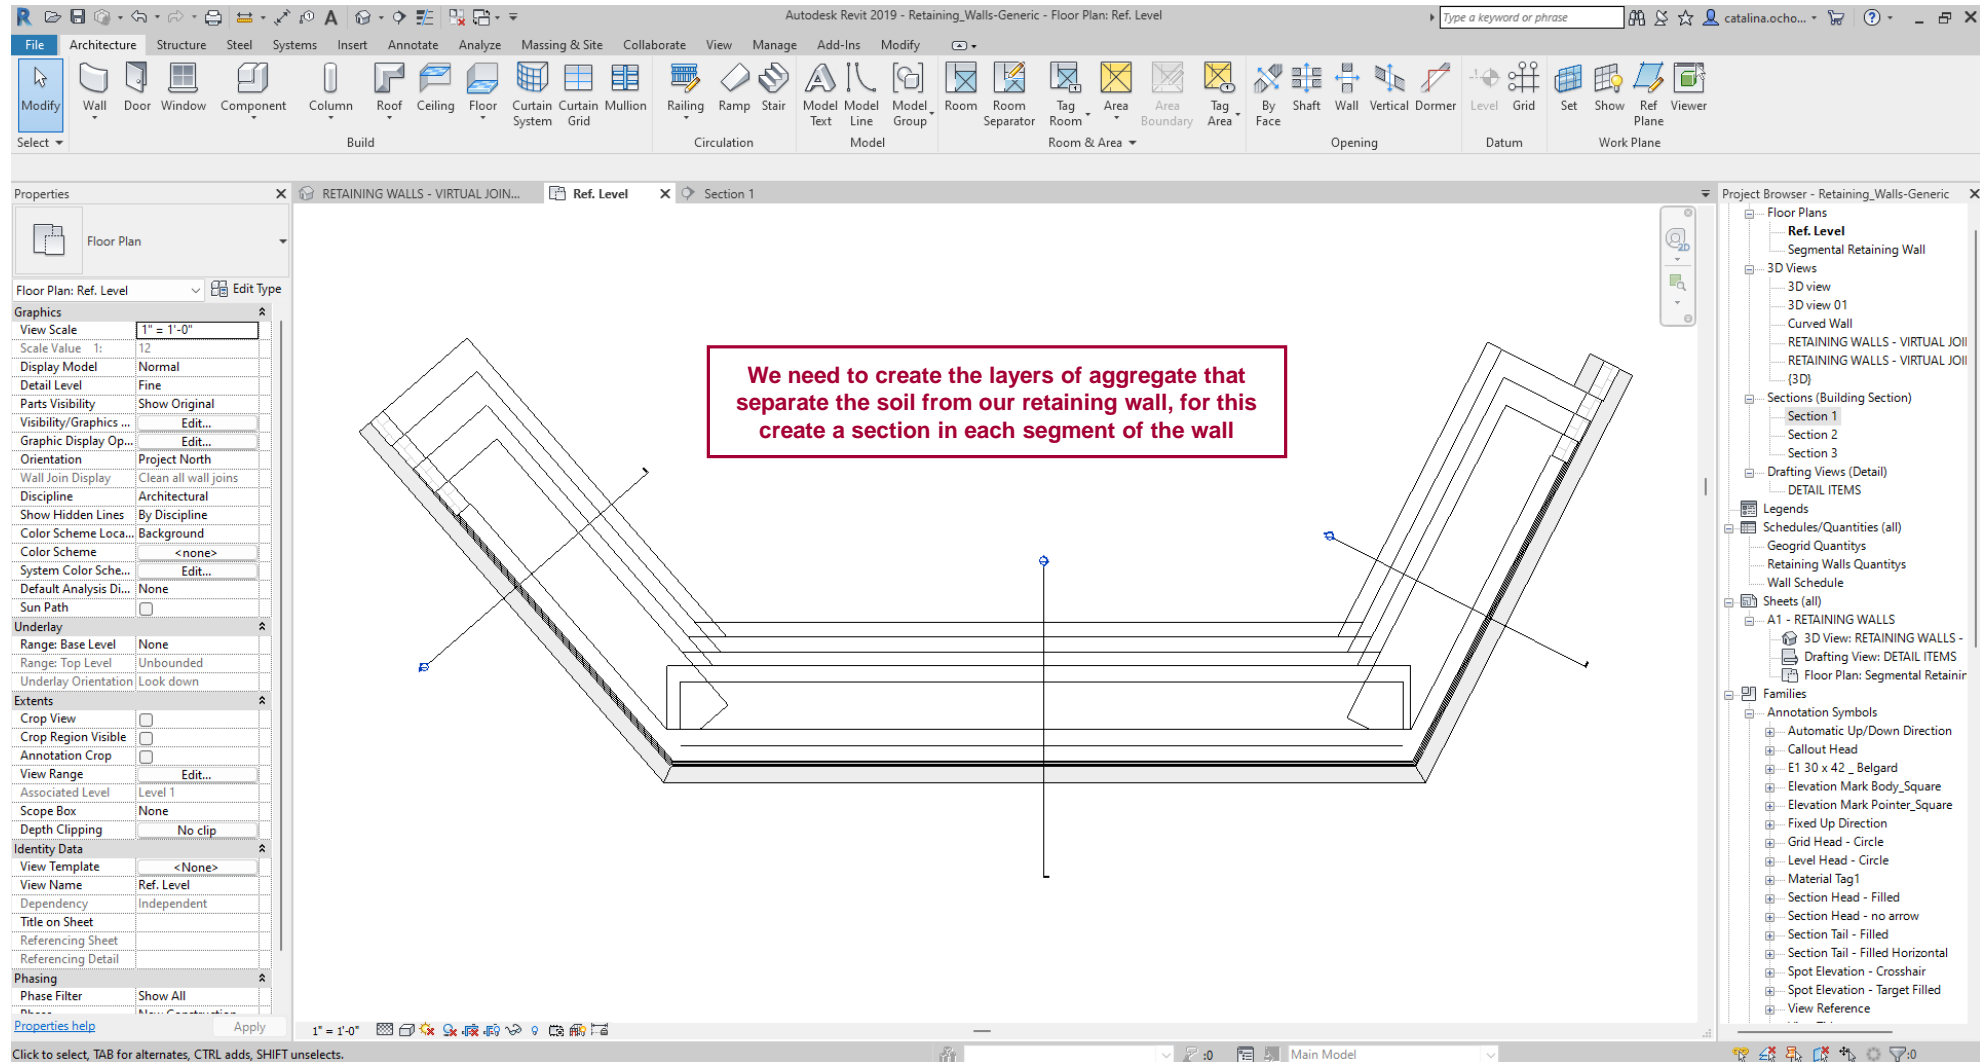 Autodesk Revit 2019 - Retaining_Walls-Generic - Floor Plan: Ref. Level
Type a keyword or phrase
catalina.ocho...
File Architecture Structure Steel Systems Insert Annotate Analyze Massing & Site Collaborate View Manage Add-Ins Modify
Modify
Wall
Door
Window
Component
Column
Roof
Ceiling
Floor
Curtain System
Curtain Grid
Mullion
Railing
Ramp
Stair
Model Text
Model Line
Model Group
Room
Room Separator
Tag Room
Area
Area Boundary
Tag Area
By Face
Shaft
Wall
Vertical
Dormer
Level
Grid
Set
Show
Ref Plane
Viewer
Select Build Circulation Model Room & Area Opening Datum Work Plane
Properties
Floor Plan
Floor Plan: Ref. Level Edit Type
Graphics
View Scale 1" = 1'-0"
Scale Value 1: 12
Display Model Normal
Detail Level Fine
Parts Visibility Show Original
Visibility/Graphics ... Edit...
Graphic Display Op... Edit...
Orientation Project North
Wall Join Display Clean all wall joins
Discipline Architectural
Show Hidden Lines By Discipline
Color Scheme Loca... Background
Color Scheme <none>
System Color Sche... Edit...
Default Analysis Di... None
Sun Path
Underlay
Range: Base Level None
Range: Top Level Unbounded
Underlay Orientation Look down
Extents
Crop View
Crop Region Visible
Annotation Crop
View Range Edit...
Associated Level Level 1
Scope Box None
Depth Clipping No clip
Identity Data
View Template <None>
View Name Ref. Level
Dependency Independent
Title on Sheet
Referencing Sheet
Referencing Detail
Phasing
Phase Filter Show All
Properties help Apply
RETAINING WALLS - VIRTUAL JOIN... Ref. Level Section 1
2D
We need to create the layers of aggregate that
separate the soil from our retaining wall, for this
create a section in each segment of the wall
1" = 1'-0"
Project Browser - Retaining_Walls-Generic
Floor Plans
Ref. Level
Segmental Retaining Wall
3D Views
3D view
3D view 01
Curved Wall
RETAINING WALLS - VIRTUAL JOI
RETAINING WALLS - VIRTUAL JOI
{3D}
Sections (Building Section)
Section 1
Section 2
Section 3
Drafting Views (Detail)
DETAIL ITEMS
Legends
Schedules/Quantities (all)
Geogrid Quantitys
Retaining Walls Quantitys
Wall Schedule
Sheets (all)
A1 - RETAINING WALLS
3D View: RETAINING WALLS -
Drafting View: DETAIL ITEMS
Floor Plan: Segmental Retainir
Families
Annotation Symbols
Automatic Up/Down Direction
Callout Head
E1 30 x 42 _ Belgard
Elevation Mark Body_Square
Elevation Mark Pointer_Square
Fixed Up Direction
Grid Head - Circle
Level Head - Circle
Material Tag1
Section Head - Filled
Section Head - no arrow
Section Tail - Filled
Section Tail - Filled Horizontal
Spot Elevation - Crosshair
Spot Elevation - Target Filled
View Reference
Click to select, TAB for alternates, CTRL adds, SHIFT unselects.
:0
Main Model
:0